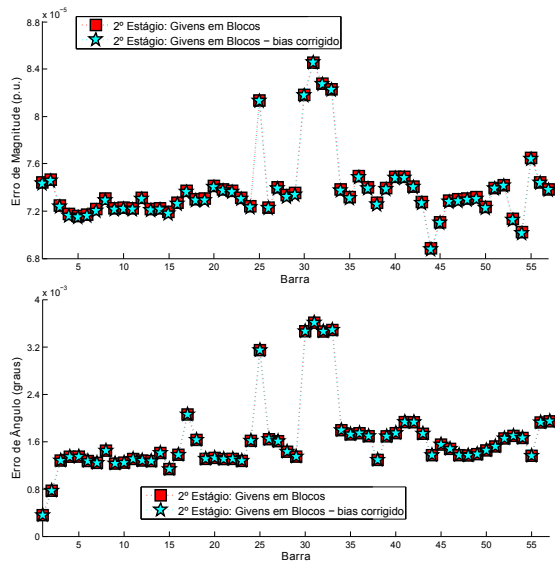 x 10⁻⁵
8.8
2º Estágio: Givens em Blocos
2º Estágio: Givens em Blocos − bias corrigido
8.4
8
7.6
7.2
6.8
Erro de Magnitude (p.u.)
5 10 15 20 25 30 35 40 45 50 55
Barra
x 10⁻³
4
3.2
2.4
1.6
0.8
0
Erro de Ângulo (graus)
2º Estágio: Givens em Blocos
2º Estágio: Givens em Blocos − bias corrigido
5 10 15 20 25 30 35 40 45 50 55
Barra